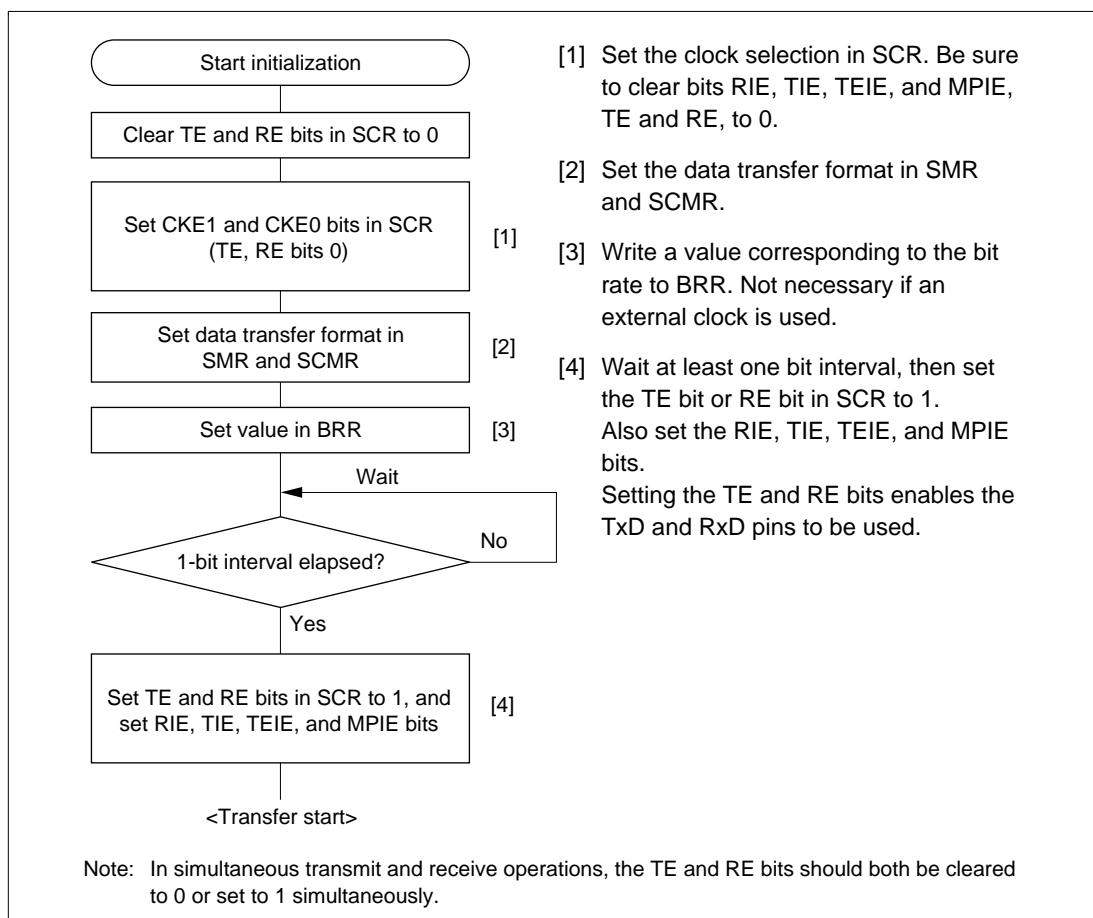 Start initialization
Clear TE and RE bits in SCR to 0
Set CKE1 and CKE0 bits in SCR
(TE, RE bits 0)
[1]
Set data transfer format in
SMR and SCMR
[2]
Set value in BRR
[3]
Wait
1-bit interval elapsed?
No
Yes
Set TE and RE bits in SCR to 1, and
set RIE, TIE, TEIE, and MPIE bits
[4]
<Transfer start>
[1] Set the clock selection in SCR. Be sure
to clear bits RIE, TIE, TEIE, and MPIE,
TE and RE, to 0.
[2] Set the data transfer format in SMR
and SCMR.
[3] Write a value corresponding to the bit
rate to BRR. Not necessary if an
external clock is used.
[4] Wait at least one bit interval, then set
the TE bit or RE bit in SCR to 1.
Also set the RIE, TIE, TEIE, and MPIE
bits.
Setting the TE and RE bits enables the
TxD and RxD pins to be used.
Note: In simultaneous transmit and receive operations, the TE and RE bits should both be cleared
to 0 or set to 1 simultaneously.